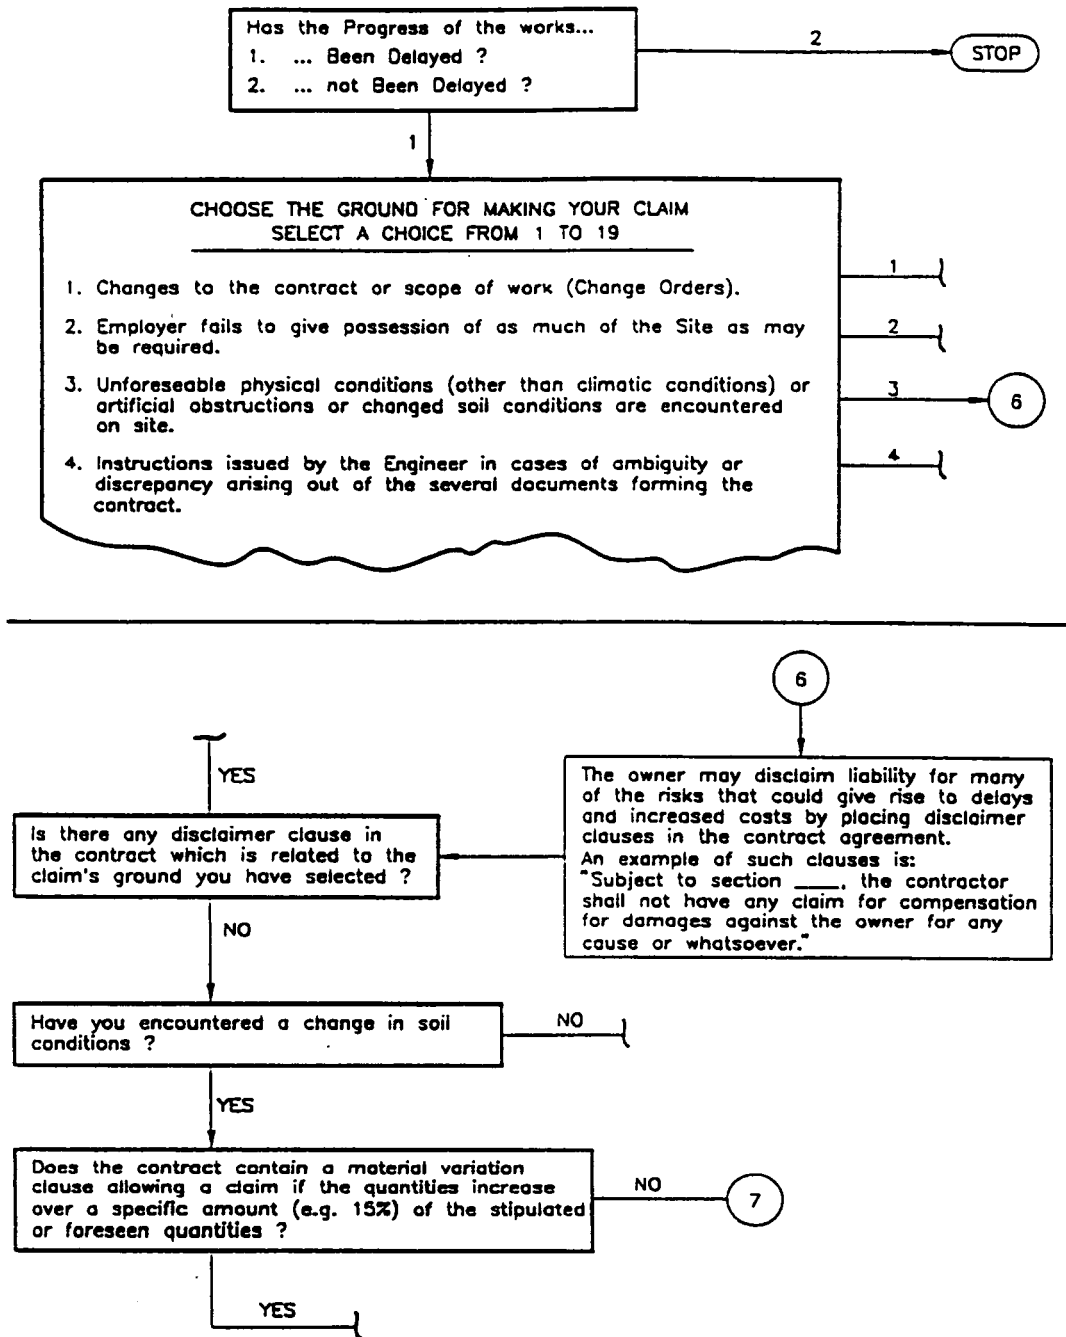 Has the Progress of the works...
1. ... Been Delayed ?
2. ... not Been Delayed ?
2
STOP
1
CHOOSE THE GROUND FOR MAKING YOUR CLAIM
SELECT A CHOICE FROM 1 TO 19
1. Changes to the contract or scope of work (Change Orders).
1
2. Employer fails to give possession of as much of the Site as may
be required.
2
3. Unforeseable physical conditions (other than climatic conditions) or
artificial obstructions or changed soil conditions are encountered
on site.
3
6
4. Instructions issued by the Engineer in cases of ambiguity or
discrepancy arising out of the several documents forming the
contract.
4
6
The owner may disclaim liability for many
of the risks that could give rise to delays
and increased costs by placing disclaimer
clauses in the contract agreement.
An example of such clauses is:
"Subject to section ____, the contractor
shall not have any claim for compensation
for damages against the owner for any
cause or whatsoever."
YES
Is there any disclaimer clause in
the contract which is related to the
claim's ground you have selected ?
NO
Have you encountered a change in soil
conditions ?
NO
YES
Does the contract contain a material variation
clause allowing a claim if the quantities increase
over a specific amount (e.g. 15%) of the stipulated
or foreseen quantities ?
NO
7
YES